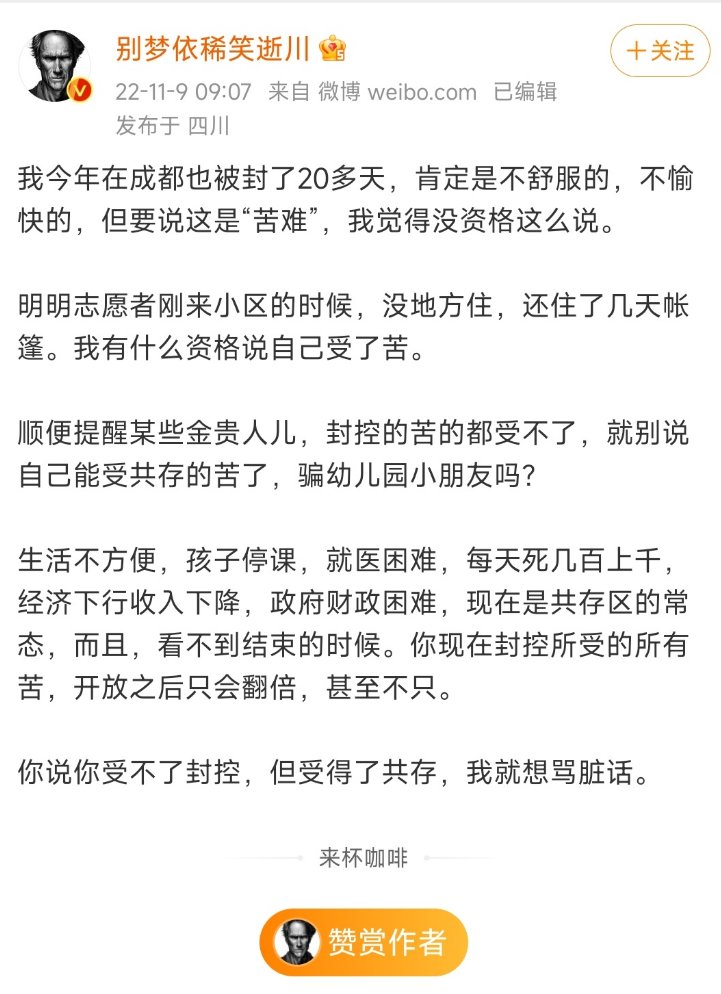 别梦依稀笑逝川
+关注
22-11-9 09:07 来自 微博 weibo.com 已编辑
发布于 四川
我今年在成都也被封了20多天，肯定是不舒服的，不愉
快的，但要说这是“苦难”，我觉得没资格这么说。
明明志愿者刚来小区的时候，没地方住，还住了几天帐
篷。我有什么资格说自己受了苦。
顺便提醒某些金贵人儿，封控的苦的都受不了，就别说
自己能受共存的苦了，骗幼儿园小朋友吗？
生活不方便，孩子停课，就医困难，每天死几百上千，
经济下行收入下降，政府财政困难，现在是共存区的常
态，而且，看不到结束的时候。你现在封控所受的所有
苦，开放之后只会翻倍，甚至不只。
你说你受不了封控，但受得了共存，我就想骂脏话。
来杯咖啡
赞赏作者